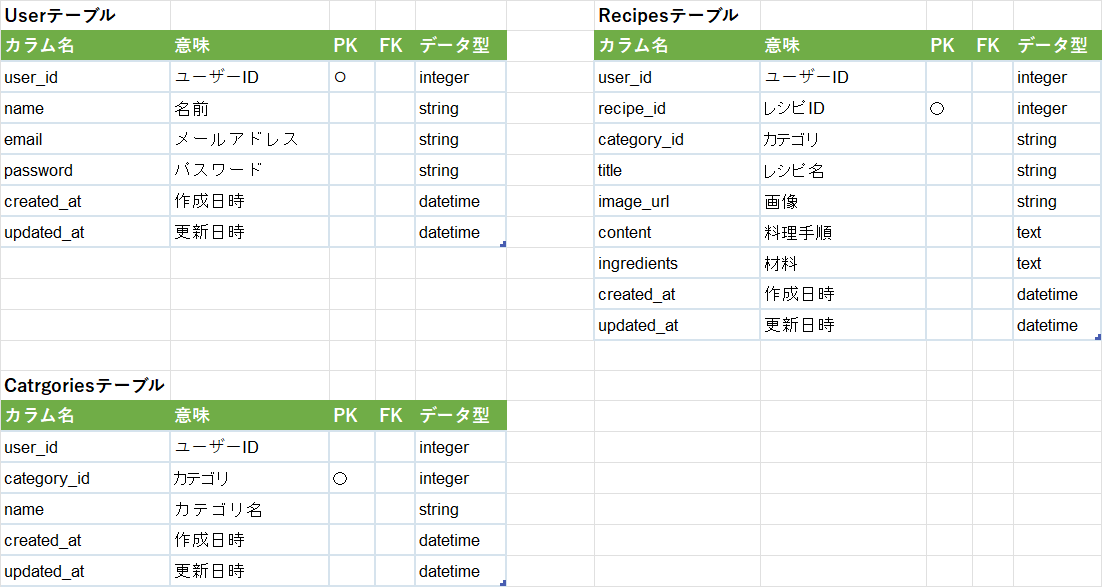 Userテーブル
カラム名 意味 PK FK データ型
user_id ユーザーID ○ integer
name 名前 string
email メールアドレス string
password パスワード string
created_at 作成日時 datetime
updated_at 更新日時 datetime
Recipesテーブル
カラム名 意味 PK FK データ型
user_id ユーザーID integer
recipe_id レシピID ○ integer
category_id カテゴリ string
title レシピ名 string
image_url 画像 string
content 料理手順 text
ingredients 材料 text
created_at 作成日時 datetime
updated_at 更新日時 datetime
Catrgoriesテーブル
カラム名 意味 PK FK データ型
user_id ユーザーID integer
category_id カテゴリ ○ integer
name カテゴリ名 string
created_at 作成日時 datetime
updated_at 更新日時 datetime